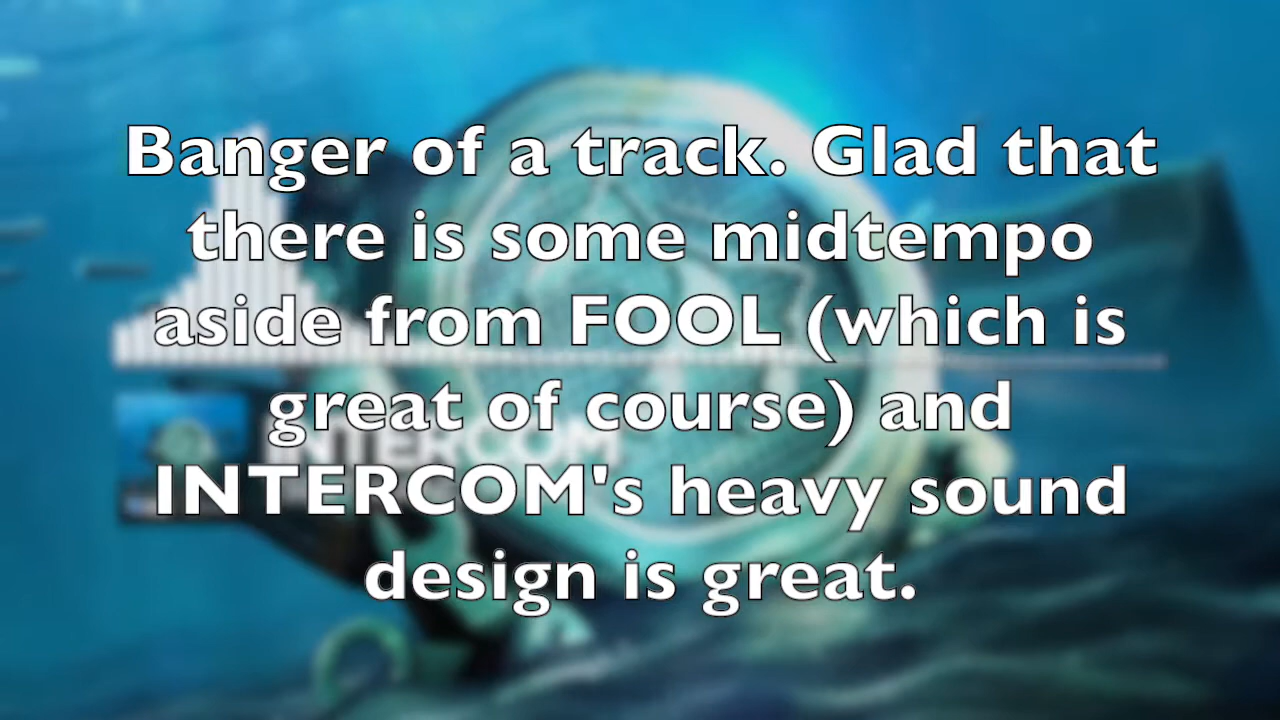 Banger of a track. Glad that
there is some midtempo
aside from FOOL (which is
great of course) and
INTERCOM's heavy sound
design is great.
INTERCOM